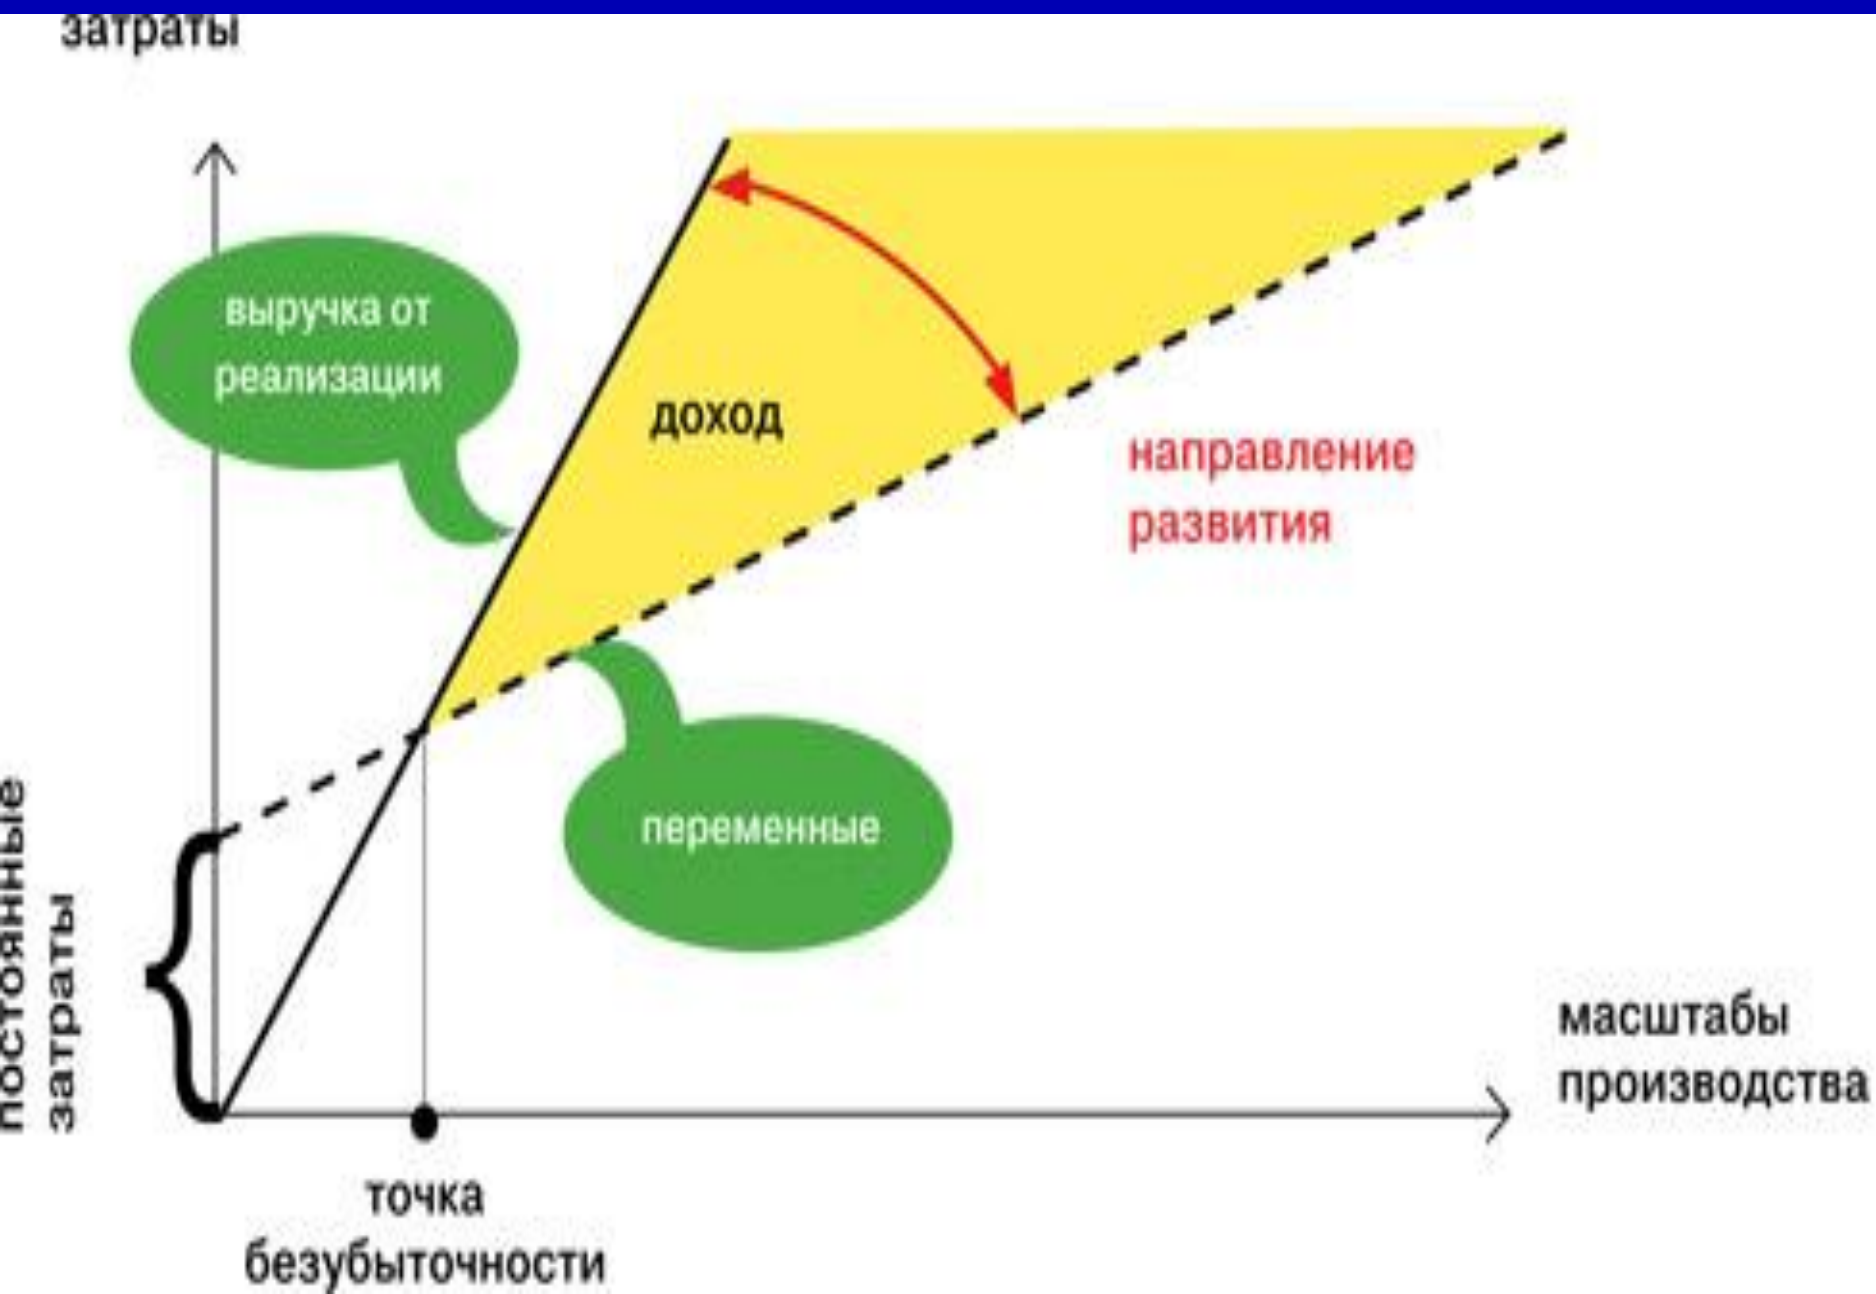 затраты
выручка от
реализации
доход
направление
развития
переменные
постоянные
затраты
масштабы
производства
точка
безубыточности